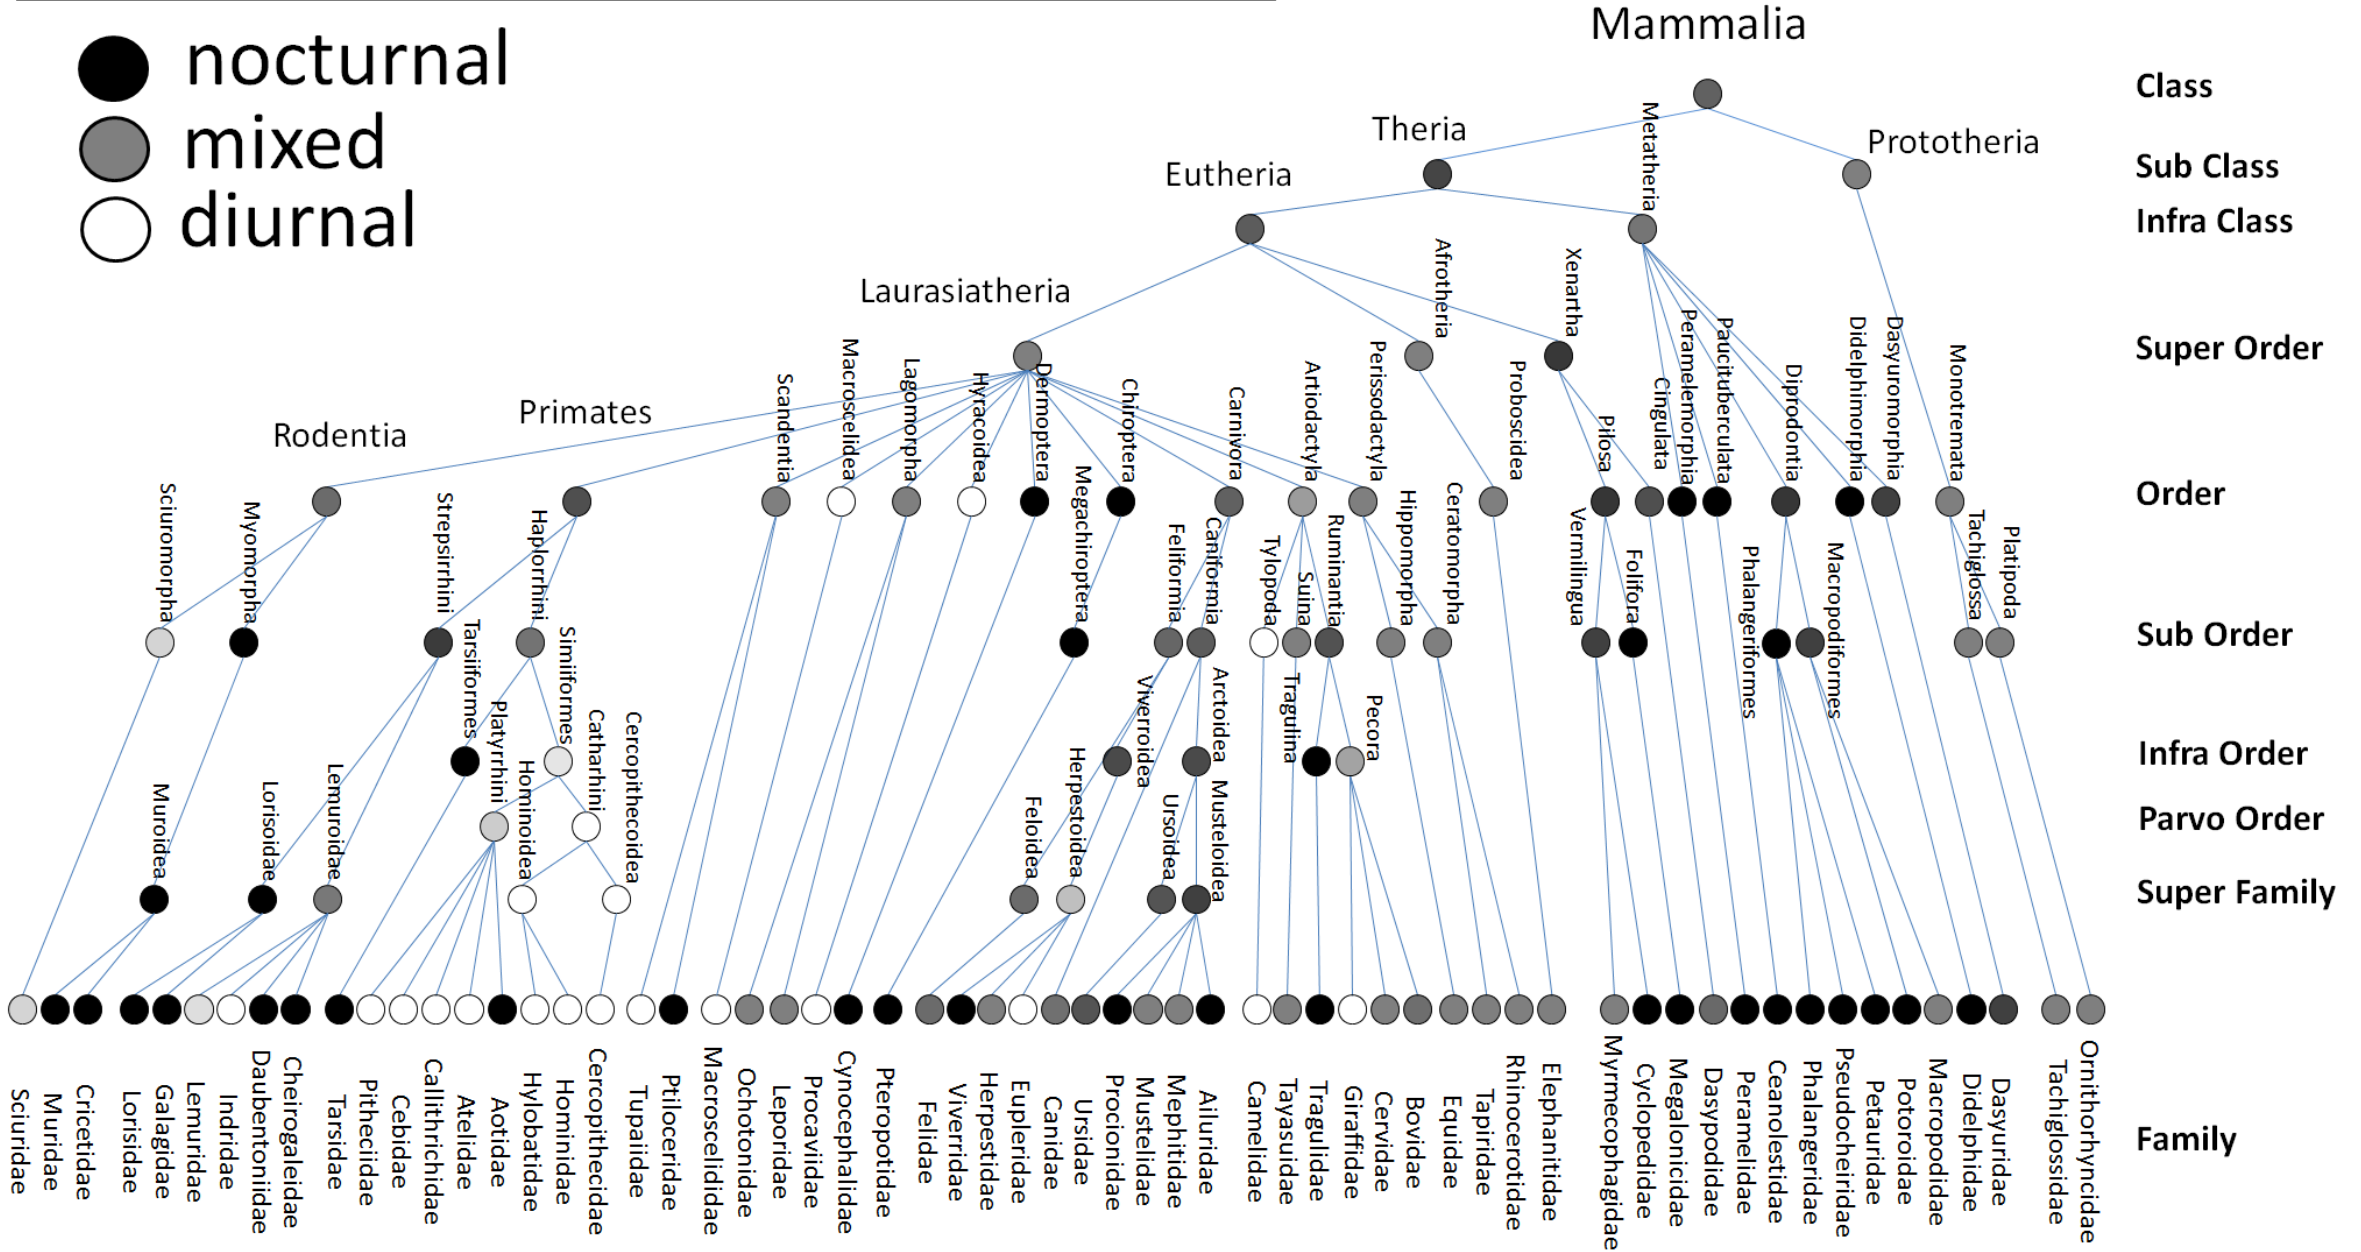 nocturnal
mixed
diurnal
Mammalia
Class
Theria
Metatheria
Prototheria
Sub Class
Eutheria
Infra Class
Laurasiatheria
Afrotheria
Xenartha
Super Order
Rodentia
Primates
Scandentia
Macroscelidea
Lagomorpha
Hyracoidea
Dermoptera
Chiroptera
Carnivora
Artiodactyla
Perissodactyla
Proboscidea
Pilosa
Cingulata
Peramelemorphia
Paucituberculata
Diprodontia
Didelphimorphia
Dasyuromorphia
Monotremata
Order
Sciuromorpha
Myomorpha
Strepsirrhini
Haplorrhini
Megachiroptera
Feliformia
Caniformia
Tylopoda
Suina
Ruminantia
Hippomorpha
Ceratomorpha
Vermilingua
Folifora
Phalangeriformes
Macropodiformes
Tachiglossa
Platipoda
Sub Order
Tarsiiformes
Simiiformes
Viverroidea
Arctoidea
Tragulina
Pecora
Infra Order
Platyrrhini
Catharhini
Parvo Order
Muroidea
Lorisoidae
Lemuroidae
Hominoidea
Cercopithecoidea
Feloidea
Herpestoidea
Ursoidea
Musteloidea
Super Family
Sciuridae
Muridae
Cricetidae
Lorisidae
Galagidae
Lemuridae
Indridae
Daubentoniidae
Cheirogaleidae
Tarsidae
Pitheciidae
Cebidae
Callithrichidae
Atelidae
Aotidae
Hylobatidae
Hominidae
Cercopithecidae
Tupaiidae
Ptiloceridae
Macroscelididae
Ochotonidae
Leporidae
Procaviidae
Cynocephalidae
Pteropotidae
Felidae
Viverridae
Herpestidae
Eupleridae
Canidae
Ursidae
Procionidae
Mustelidae
Mephitidae
Ailuridae
Camelidae
Tayasuidae
Tragulidae
Giraffidae
Cervidae
Bovidae
Equidae
Tapiridae
Rhinocerotidae
Elephanitidae
Myrmecophagidae
Cyclopedidae
Megalonicidae
Dasypodidae
Peramelidae
Ceanolestidae
Phalangeridae
Pseudocheiridae
Petauridae
Potoroidae
Macropodidae
Didelphidae
Dasyuridae
Tachiglossidae
Ornithorhyncidae
Family